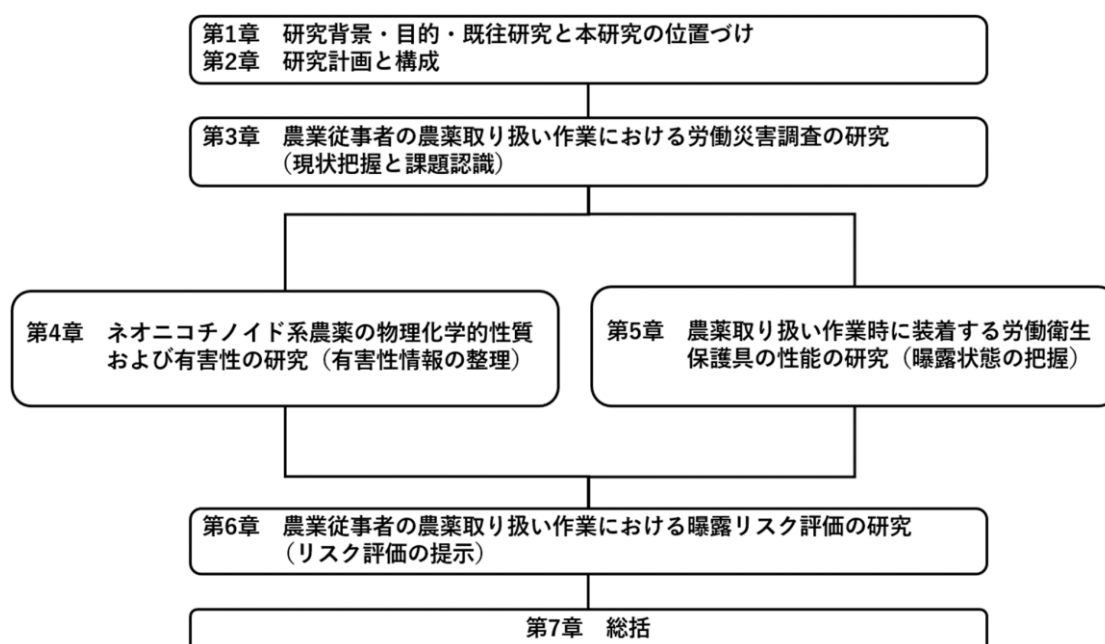 第1章　研究背景・目的・既往研究と本研究の位置づけ
第2章　研究計画と構成
第3章　農業従事者の農薬取り扱い作業における労働災害調査の研究
（現状把握と課題認識）
第4章　ネオニコチノイド系農薬の物理化学的性質
および有害性の研究（有害性情報の整理）
第5章　農薬取り扱い作業時に装着する労働衛生
保護具の性能の研究（曝露状態の把握）
第6章　農業従事者の農薬取り扱い作業における曝露リスク評価の研究
（リスク評価の提示）
第7章　総括